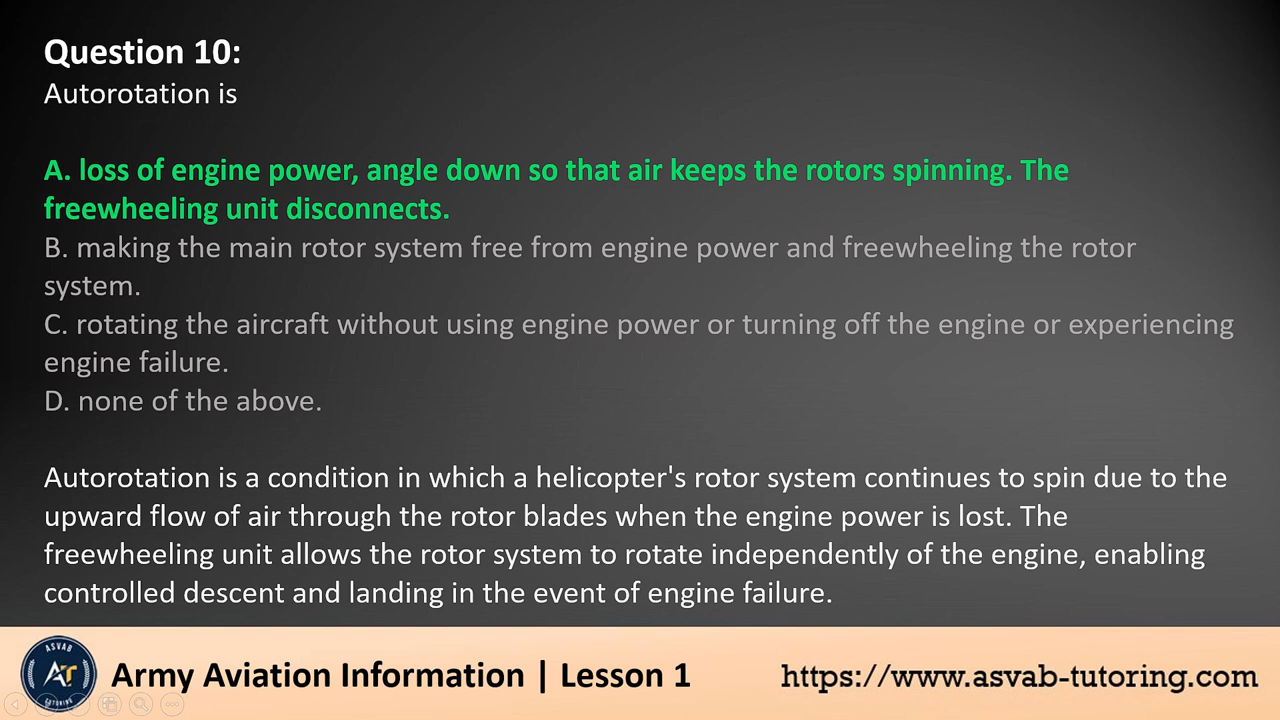 Question 10:
Autorotation is
A. loss of engine power, angle down so that air keeps the rotors spinning. The
freewheeling unit disconnects.
B. making the main rotor system free from engine power and freewheeling the rotor
system.
C. rotating the aircraft without using engine power or turning off the engine or experiencing
engine failure.
D. none of the above.
Autorotation is a condition in which a helicopter's rotor system continues to spin due to the
upward flow of air through the rotor blades when the engine power is lost. The
freewheeling unit allows the rotor system to rotate independently of the engine, enabling
controlled descent and landing in the event of engine failure.
ASVAB
AT
TUTORING
Army Aviation Information | Lesson 1
https://www.asvab-tutoring.com